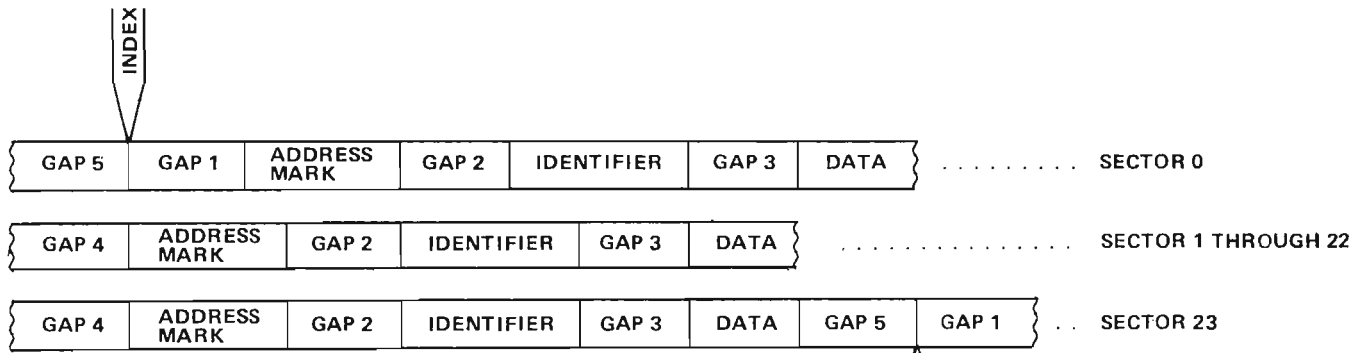 INDEX
GAP 5 GAP 1 ADDRESS MARK GAP 2 IDENTIFIER GAP 3 DATA . . . . . . . . . SECTOR 0
GAP 4 ADDRESS MARK GAP 2 IDENTIFIER GAP 3 DATA . . . . . . . . . . . . . . . SECTOR 1 THROUGH 22
GAP 4 ADDRESS MARK GAP 2 IDENTIFIER GAP 3 DATA GAP 5 GAP 1 . . SECTOR 23